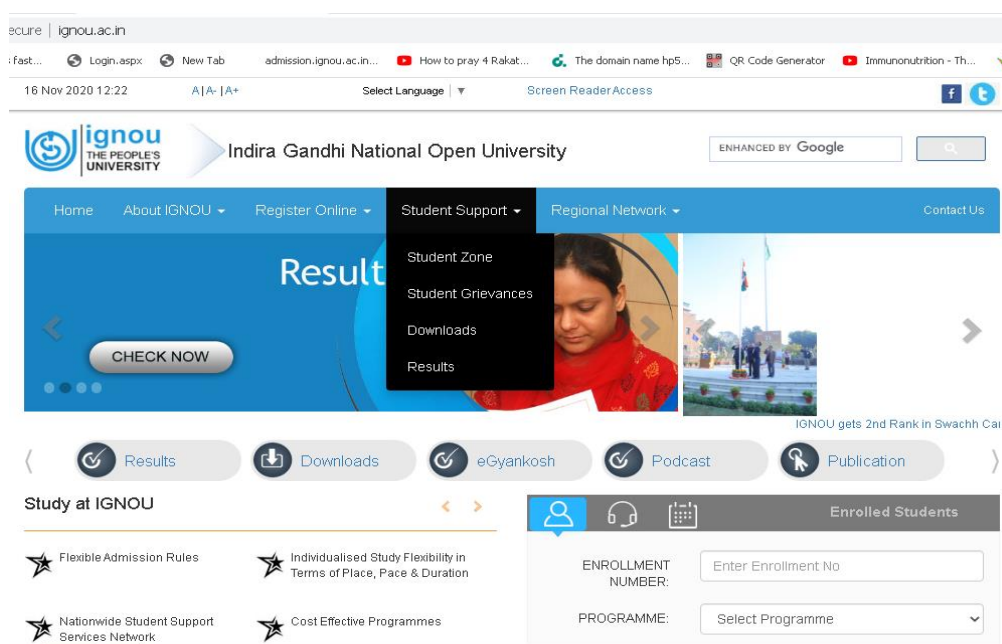 ecure | ignou.ac.in
fast... Login.aspx New Tab admission.ignou.ac.in... How to pray 4 Rakat... The domain name hp5... QR Code Generator Immunonutrition - Th...
16 Nov 2020 12:22 A | A- | A+ Select Language ▼ Screen Reader Access
ignou
THE PEOPLE'S
UNIVERSITY
Indira Gandhi National Open University
ENHANCED BY Google
Home About IGNOU Register Online Student Support Regional Network Contact Us
Student Zone
Student Grievances
Downloads
Results
Result
CHECK NOW
IGNOU gets 2nd Rank in Swachh Ca
Results Downloads eGyankosh Podcast Publication
Study at IGNOU
Flexible Admission Rules
Individualised Study Flexibility in
Terms of Place, Pace & Duration
Nationwide Student Support
Services Network
Cost Effective Programmes
Enrolled Students
ENROLLMENT
NUMBER:
Enter Enrollment No
PROGRAMME:
Select Programme